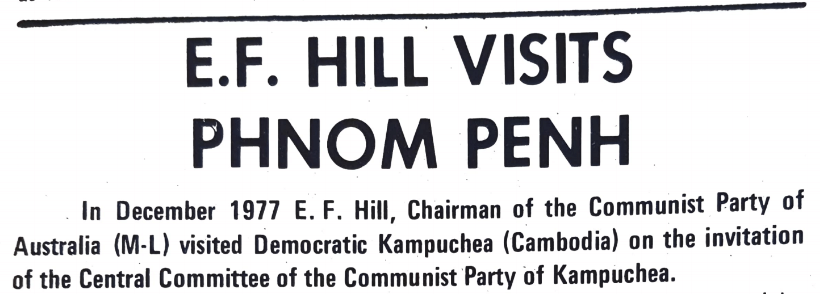 E.F. HILL VISITS
PHNOM PENH
In December 1977 E. F. Hill, Chairman of the Communist Party of
Australia (M-L) visited Democratic Kampuchea (Cambodia) on the invitation
of the Central Committee of the Communist Party of Kampuchea.